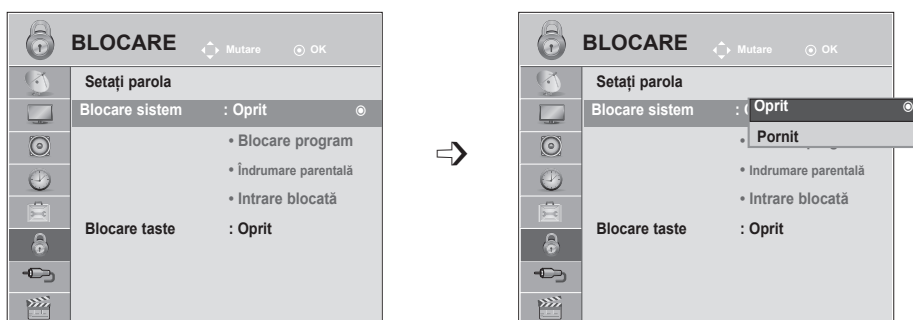 BLOCARE Mutare OK
Setați parola
Blocare sistem : Oprit
• Blocare program
• Îndrumare parentală
• Intrare blocată
Blocare taste : Oprit
BLOCARE Mutare OK
Setați parola
Blocare sistem :
Oprit
Pornit
• Indrumare parentală
• Intrare blocată
Blocare taste : Oprit